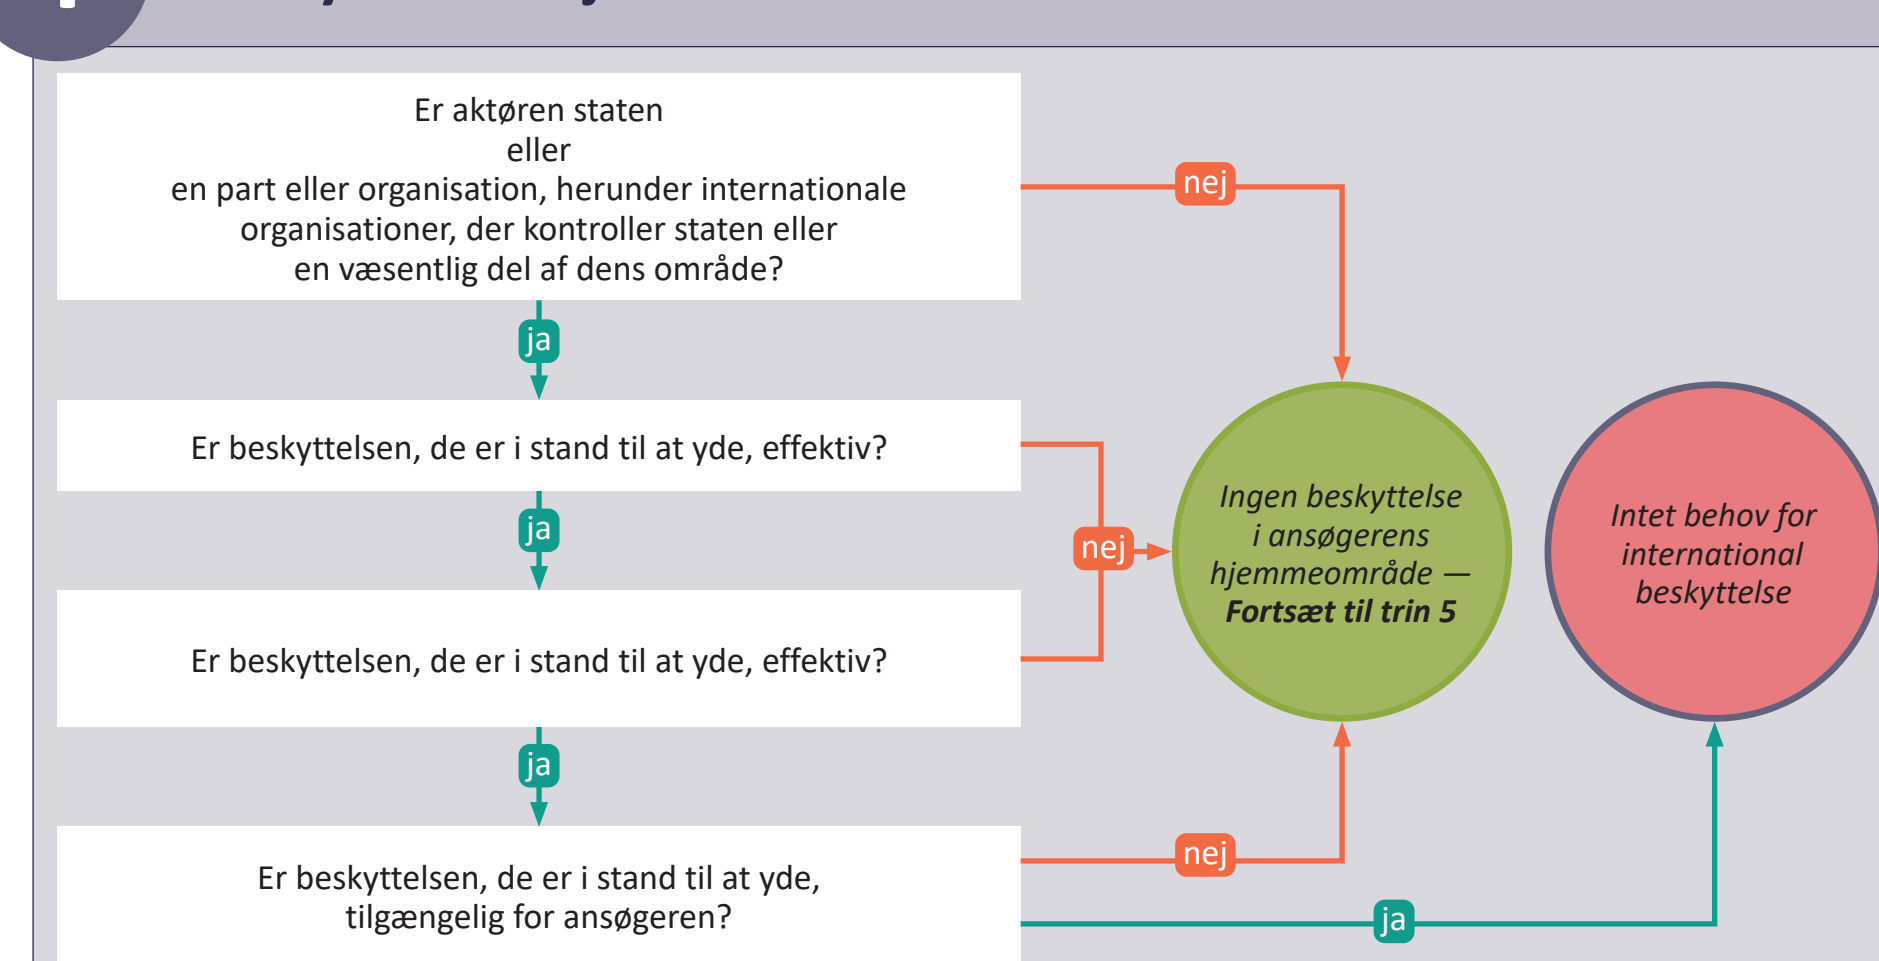 Er aktøren staten
eller
en part eller organisation, herunder internationale
organisationer, der kontroller staten eller
en væsentlig del af dens område?
nej
ja
Er beskyttelsen, de er i stand til at yde, effektiv?
ja
nej
Ingen beskyttelse
i ansøgerens
hjemmeområde —
Fortsæt til trin 5
Intet behov for
international
beskyttelse
Er beskyttelsen, de er i stand til at yde, effektiv?
ja
Er beskyttelsen, de er i stand til at yde,
tilgængelig for ansøgeren?
nej
ja